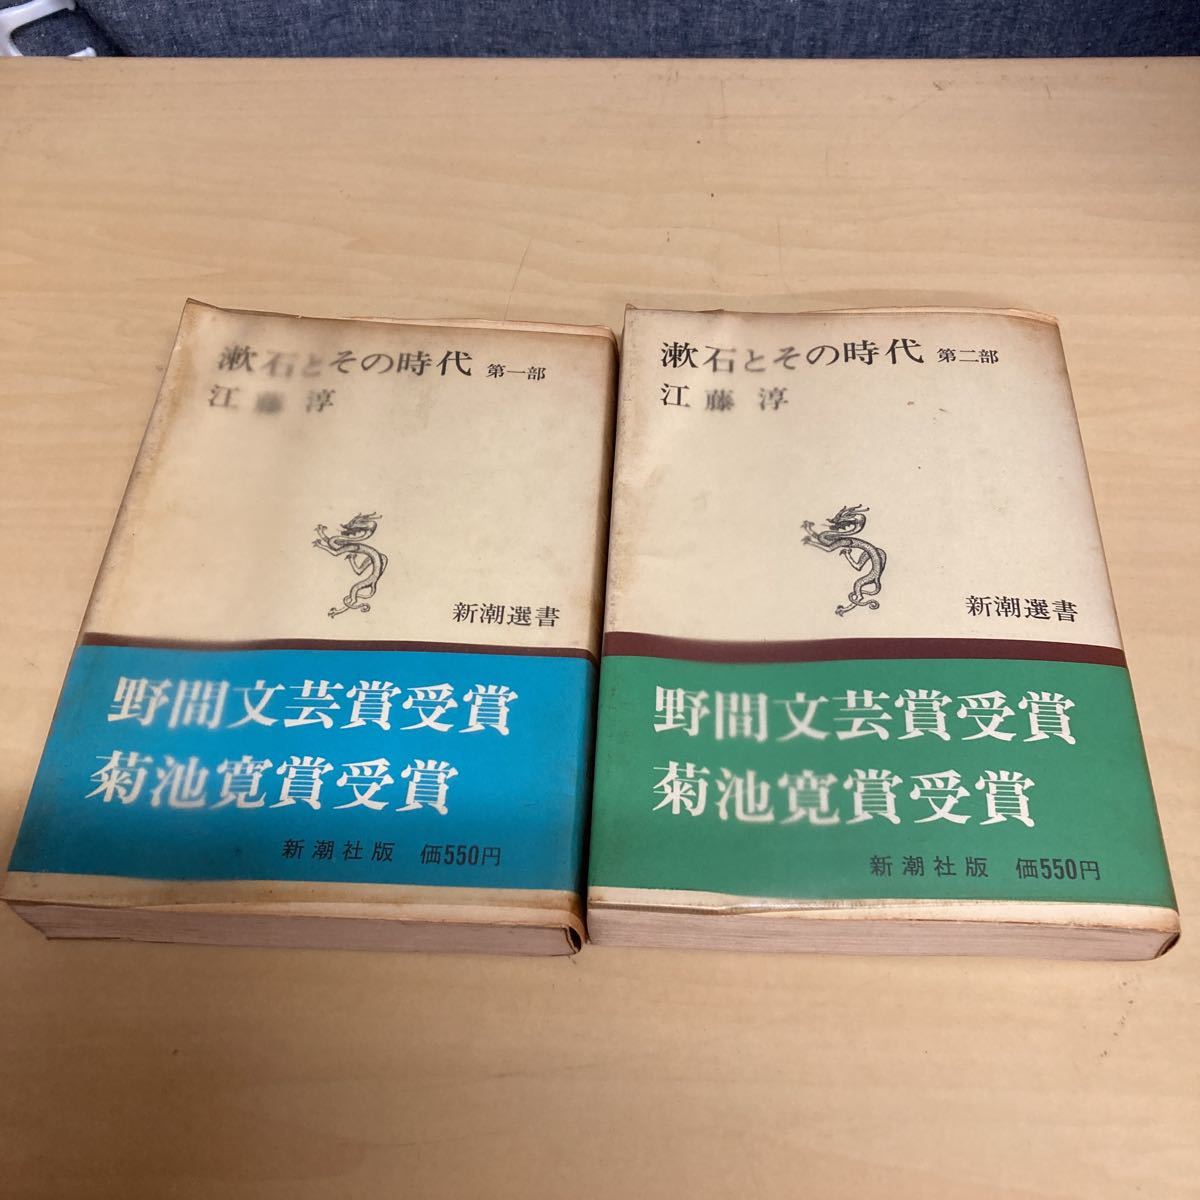 漱石とその時代 第一部
江藤淳
新潮選書
野間文芸賞受賞
菊池寛賞受賞
新潮社版 価550円
漱石とその時代 第二部
江藤淳
新潮選書
野間文芸賞受賞
菊池寛賞受賞
新潮社版 価550円